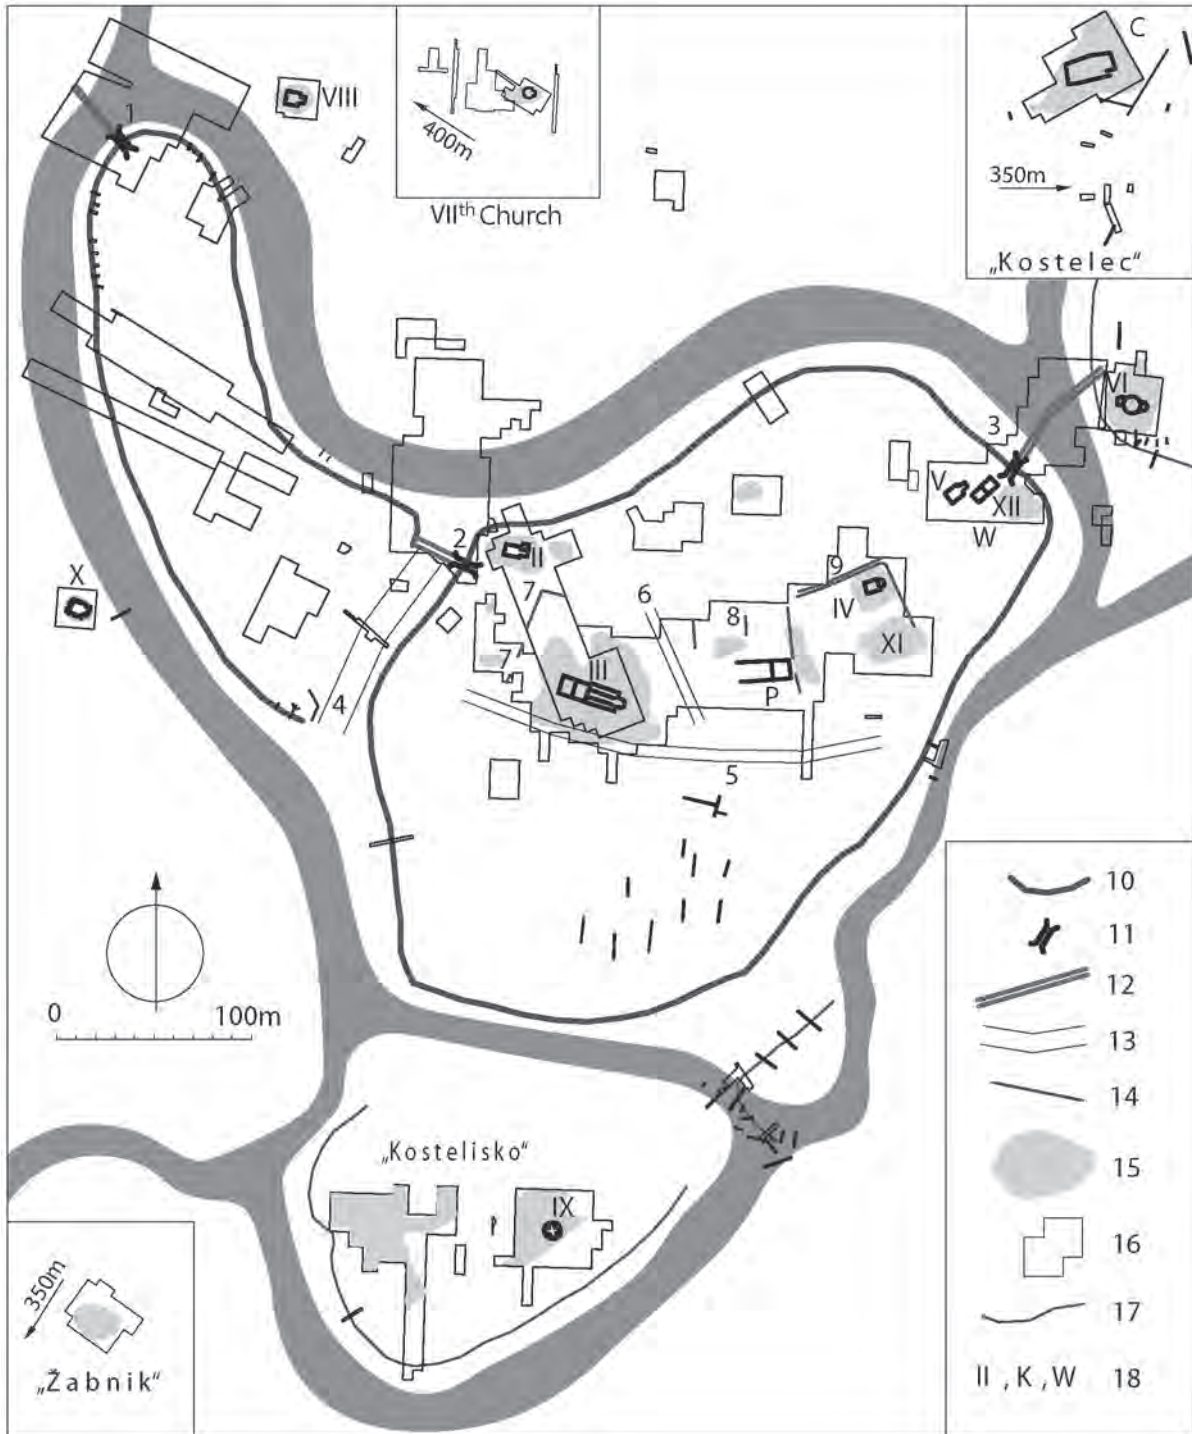 C
VIII
1
400m
VIIth Church
350m
„Kostelec“
VI
3
V
XII
W
2
II
X
7
6
9
8
IV
XI
7
III
P
4
5
0 100m
10
11
12
13
14
15
16
17
II , K , W 18
„Kostelisko“
IX
350m
„Žabnik“